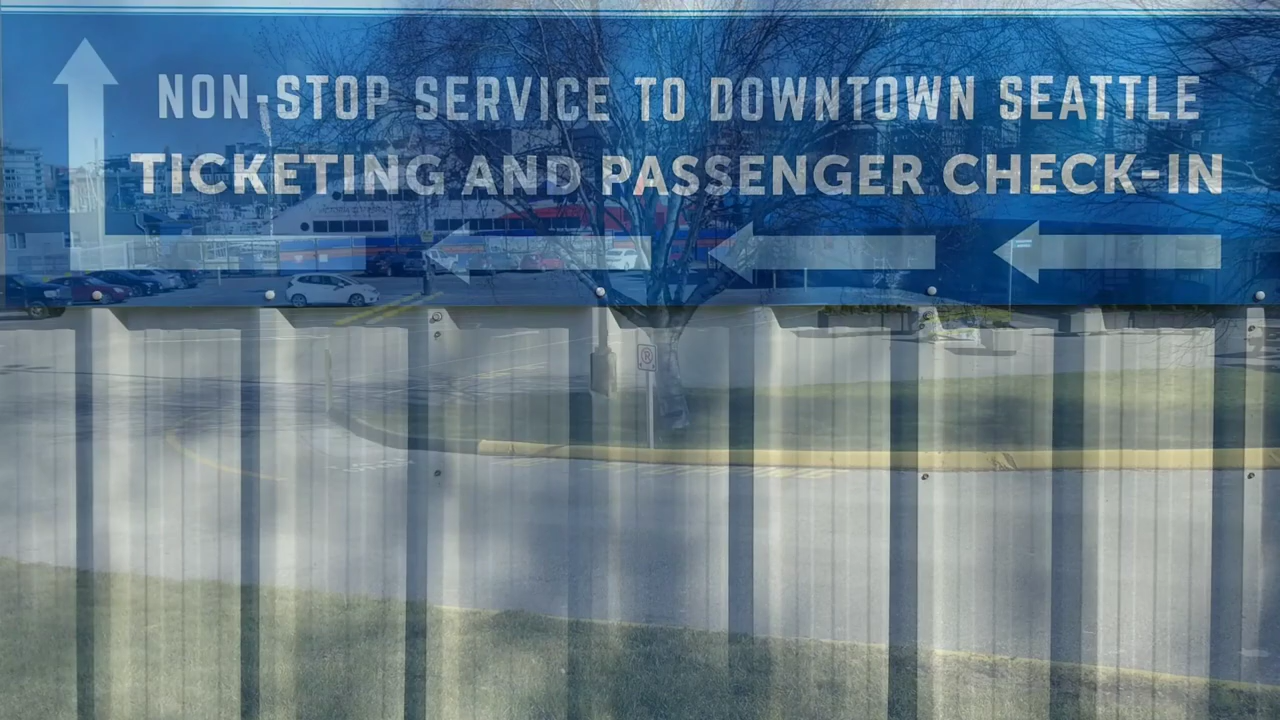 NON-STOP SERVICE TO DOWNTOWN SEATTLE
TICKETING AND PASSENGER CHECK-IN